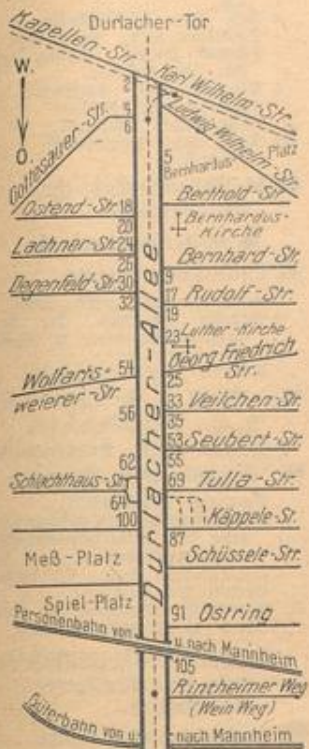 Durlacher-Tor
Kapellen-Str.
Karl Wilhelm-Str.
W.
O.
2
5
6
Gottesauer-Str.
Ludwig Wilhelm-Str.
5
Bernhardus-
Platz
Berthold-Str.
Ostend-Str.
18
20
Bernhardus-
Kirche
Lachner-Str.
24
26
Bernhard-Str.
9
Degenfeld-Str.
30
32
17
Rudolf-Str.
19
23
Luther-Kirche
Georg Friedrich
Str.
Wolfarts-
weierer-Str.
54
25
33
Veilchen-Str.
56
35
53
Seubert-Str.
62
55
Schlachthaus-Str.
69
Tulla-Str.
64
100
Käppele-St.
87
Schüssele-Str.
Meß-Platz
Durlacher-Allee
Spiel-Platz
91
Ostring
Personenbahn von
u. nach Mannheim
105
Rintheimer Weg
(Wein Weg)
Güterbahn von u.
nach Mannheim